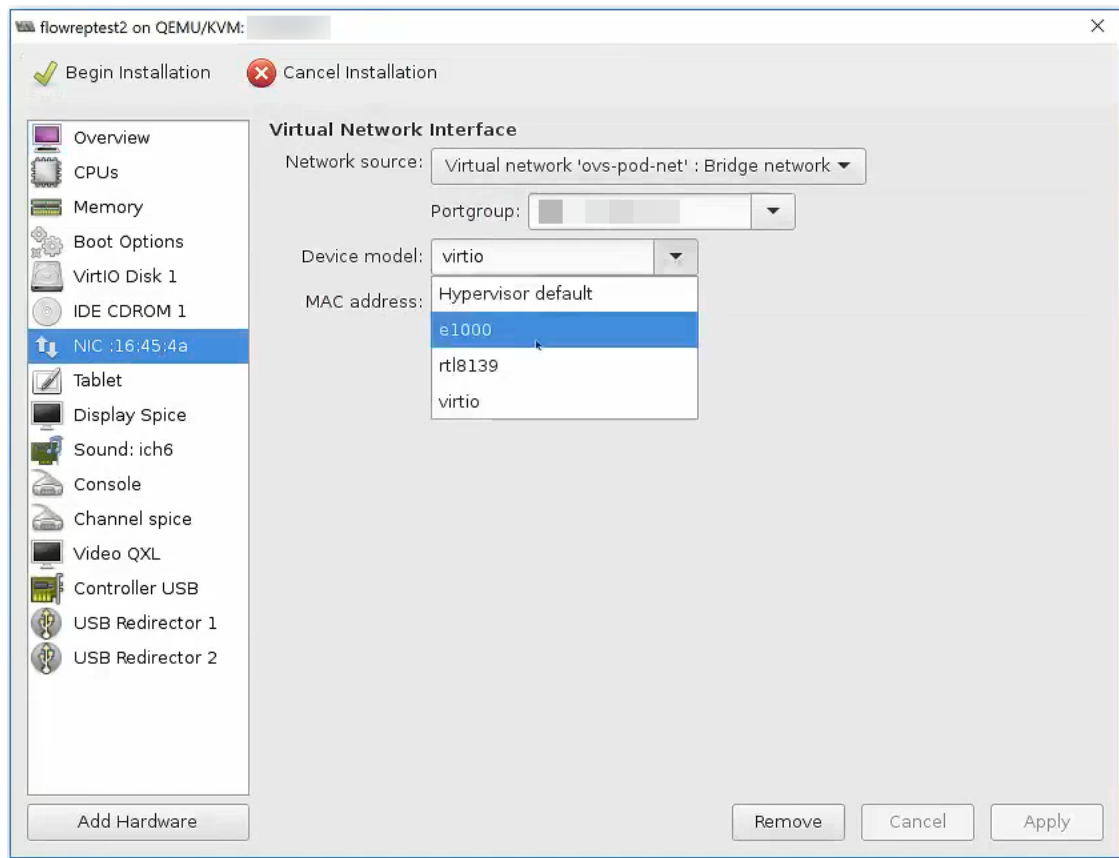 flowreptest2 on QEMU/KVM:
Begin Installation
Cancel Installation
Overview
CPUs
Memory
Boot Options
VirtIO Disk 1
IDE CDROM 1
NIC :16:45:4a
Tablet
Display Spice
Sound: ich6
Console
Channel spice
Video QXL
Controller USB
USB Redirector 1
USB Redirector 2
Add Hardware
Virtual Network Interface
Network source: Virtual network 'ovs-pod-net' : Bridge network
Portgroup:
Device model: virtio
MAC address:
Hypervisor default
e1000
rtl8139
virtio
Remove
Cancel
Apply